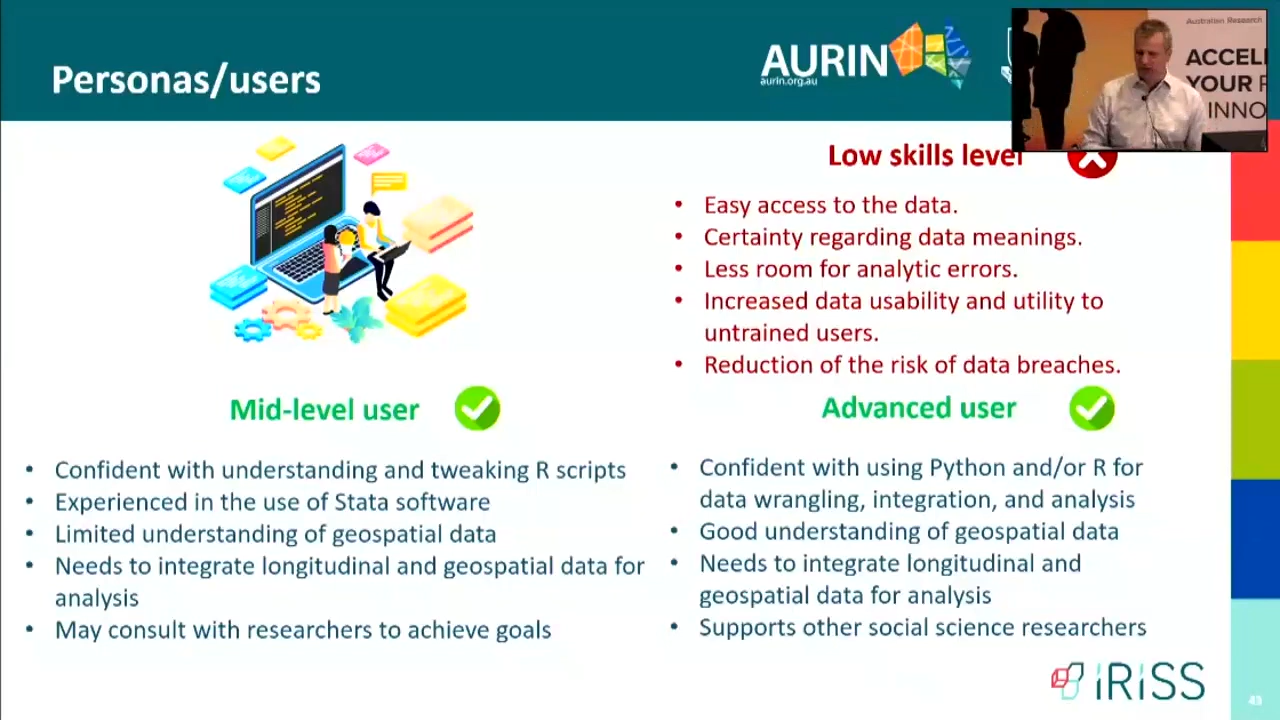 Personas/users
AURIN
aurin.org.au
Australian Research
ACCEL
YOUR
INNO
Low skills level
• Easy access to the data.
• Certainty regarding data meanings.
• Less room for analytic errors.
• Increased data usability and utility to
untrained users.
• Reduction of the risk of data breaches.
Mid-level user
• Confident with understanding and tweaking R scripts
• Experienced in the use of Stata software
• Limited understanding of geospatial data
• Needs to integrate longitudinal and geospatial data for
analysis
• May consult with researchers to achieve goals
Advanced user
• Confident with using Python and/or R for
data wrangling, integration, and analysis
• Good understanding of geospatial data
• Needs to integrate longitudinal and
geospatial data for analysis
• Supports other social science researchers
iRiSS
43